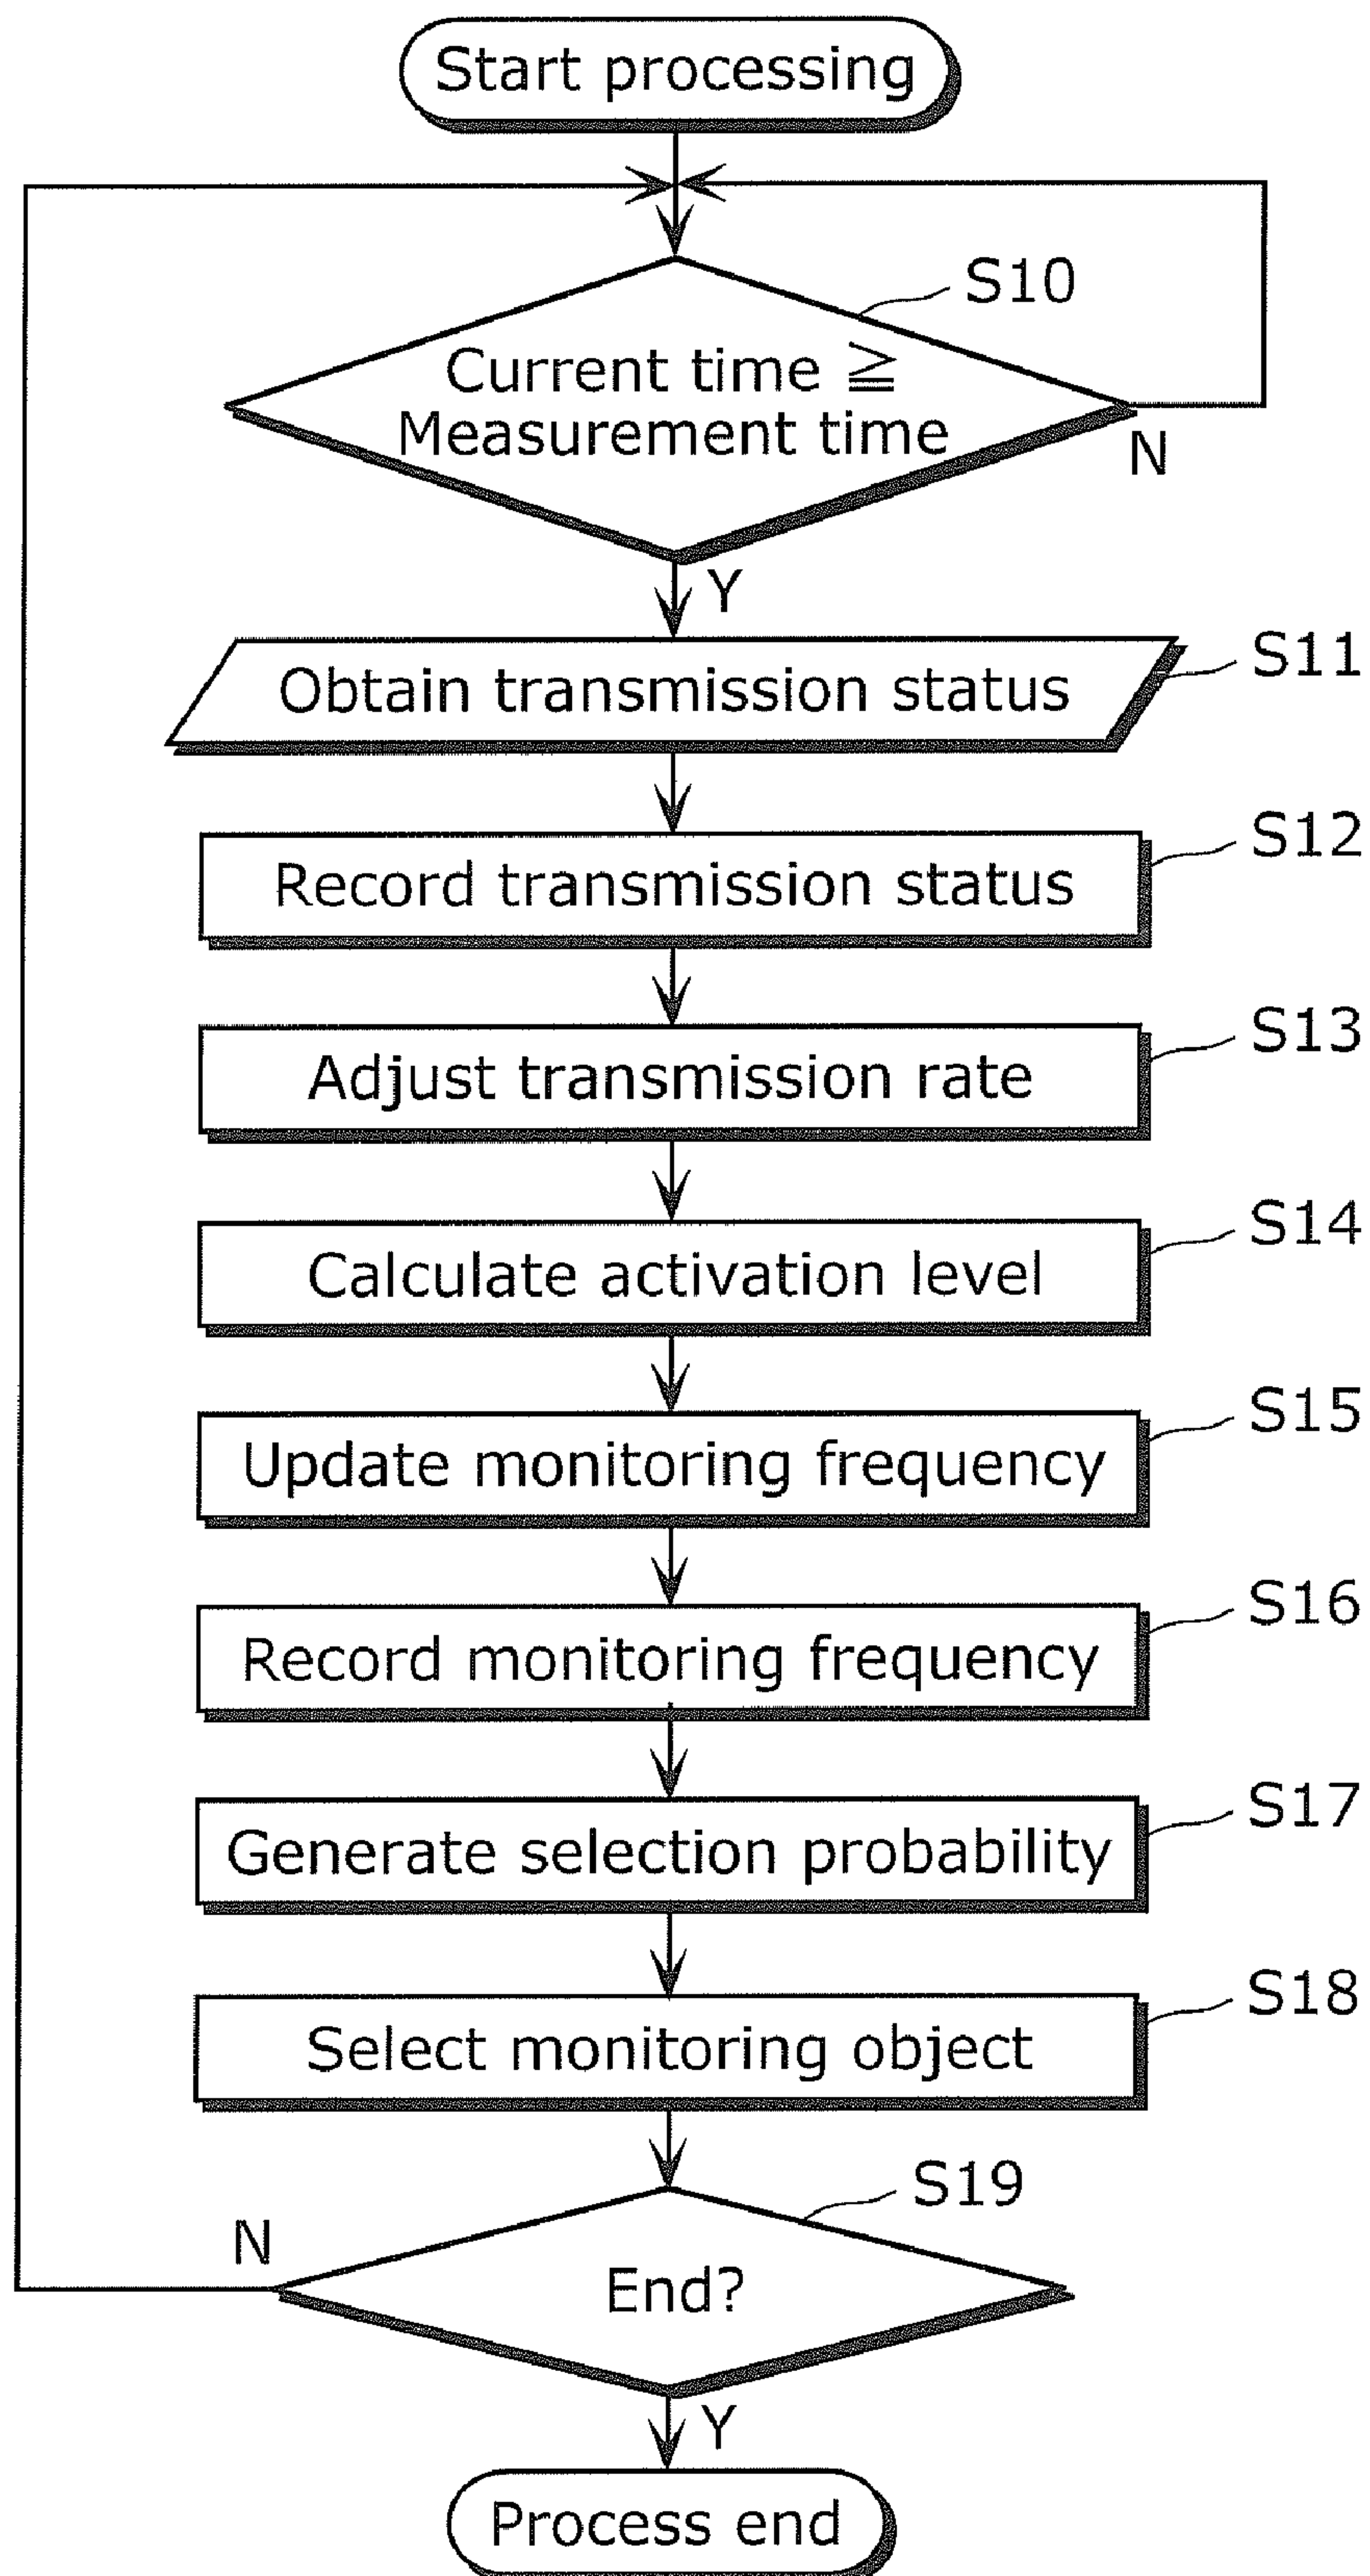 Start processing
S10
Current time ≧
Measurement time
N
Y
Obtain transmission status
S11
Record transmission status
S12
Adjust transmission rate
S13
Calculate activation level
S14
Update monitoring frequency
S15
Record monitoring frequency
S16
Generate selection probability
S17
Select monitoring object
S18
S19
N
End?
Y
Process end